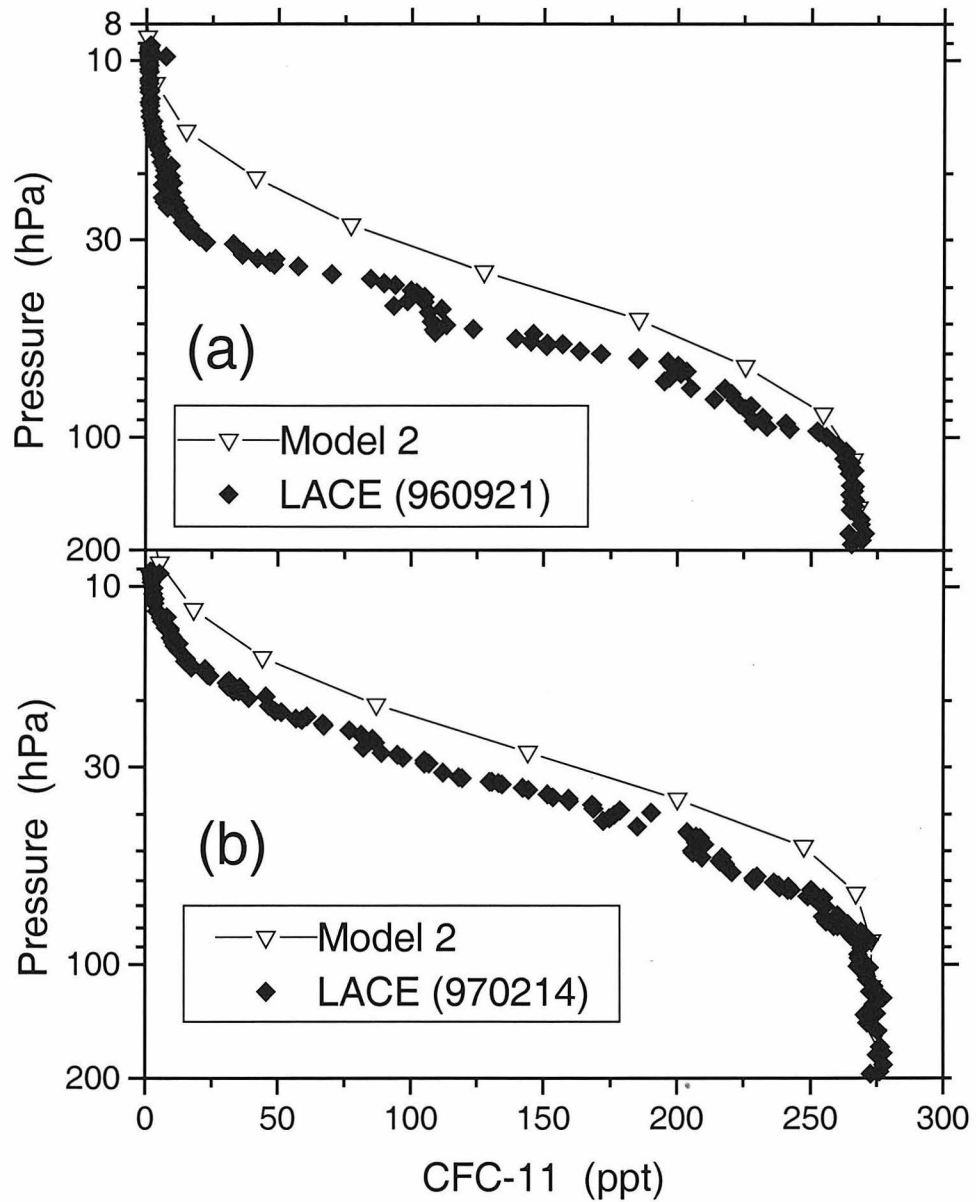 8
10
30
100
200
Pressure (hPa)
(a)
Model 2
LACE (960921)
10
30
100
200
Pressure (hPa)
(b)
Model 2
LACE (970214)
0 50 100 150 200 250 300
CFC-11 (ppt)